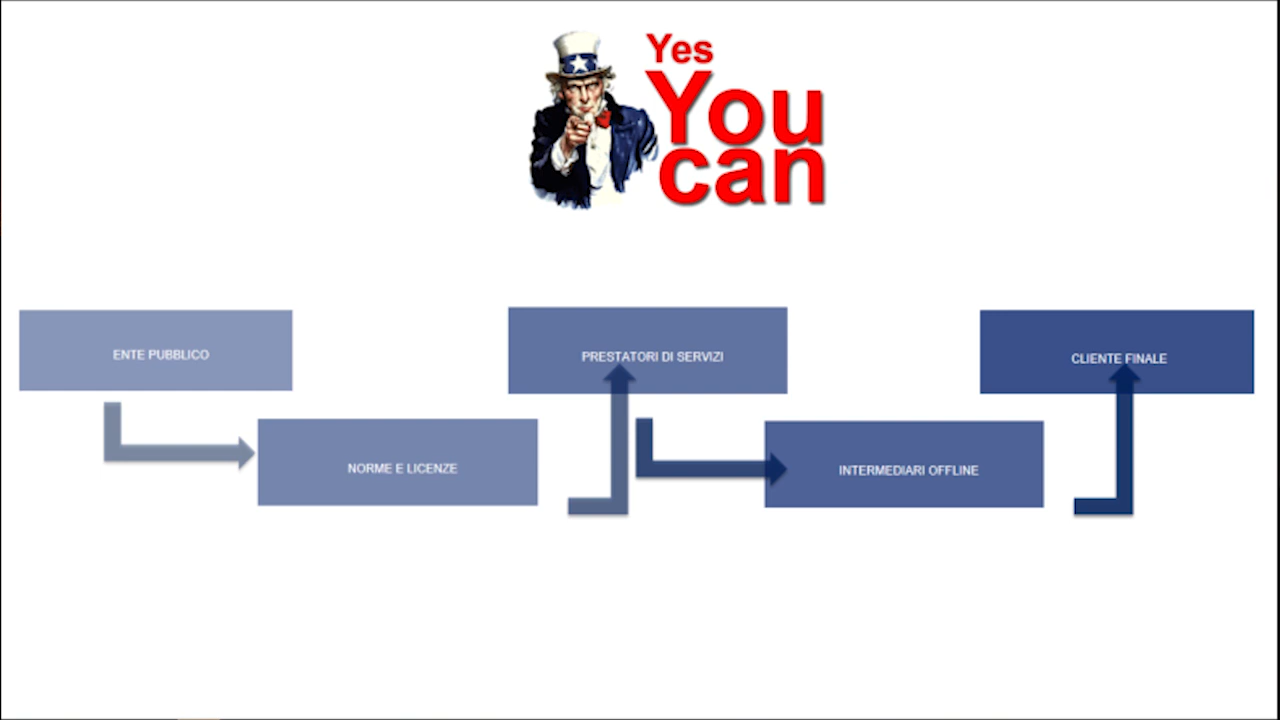 Yes
You
can
ENTE PUBBLICO
NORME E LICENZE
PRESTATORI DI SERVIZI
INTERMEDIARI OFFLINE
CLIENTE FINALE